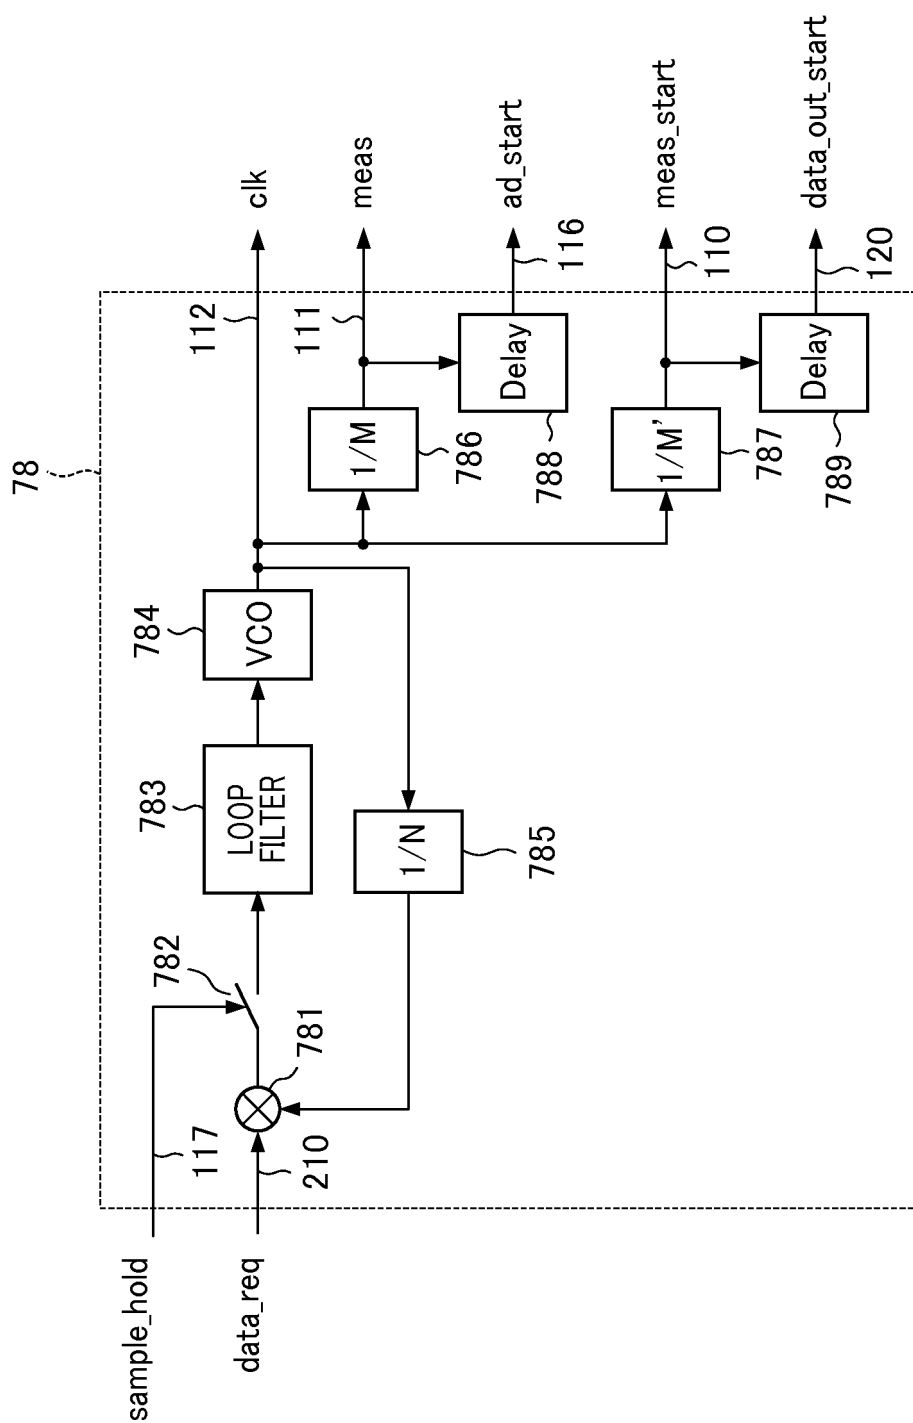 78
sample_hold
117
data_req
210
781
782
LOOP
FILTER
783
VCO
784
1/N
785
112
clk
1/M
786
111
meas
Delay
788
116
ad_start
1/M'
787
110
meas_start
Delay
789
120
data_out_start